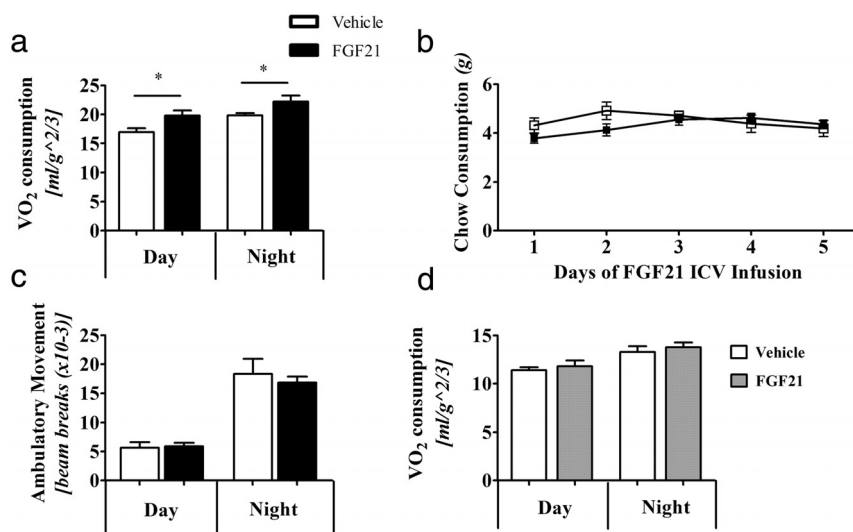 a
Vehicle
FGF21
*
*
VO₂ consumption
[ml/g^2/3]
25
20
15
10
5
0
Day
Night
b
Chow Consumption (g)
6
4
2
0
1
2
3
4
5
Days of FGF21 ICV Infusion
c
Ambulatory Movement
[beam breaks (x10-3)]
25
20
15
10
5
0
Day
Night
d
VO₂ consumption
[ml/g^2/3]
15
10
5
0
Day
Night
Vehicle
FGF21